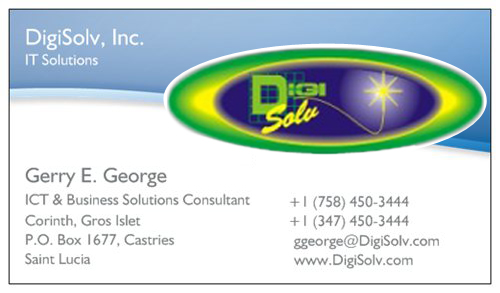 DigiSolv, Inc.
IT Solutions
DIGI
Solv
Gerry E. George
ICT & Business Solutions Consultant
Corinth, Gros Islet
P.O. Box 1677, Castries
Saint Lucia
+1 (758) 450-3444
+1 (347) 450-3444
ggeorge@DigiSolv.com
www.DigiSolv.com